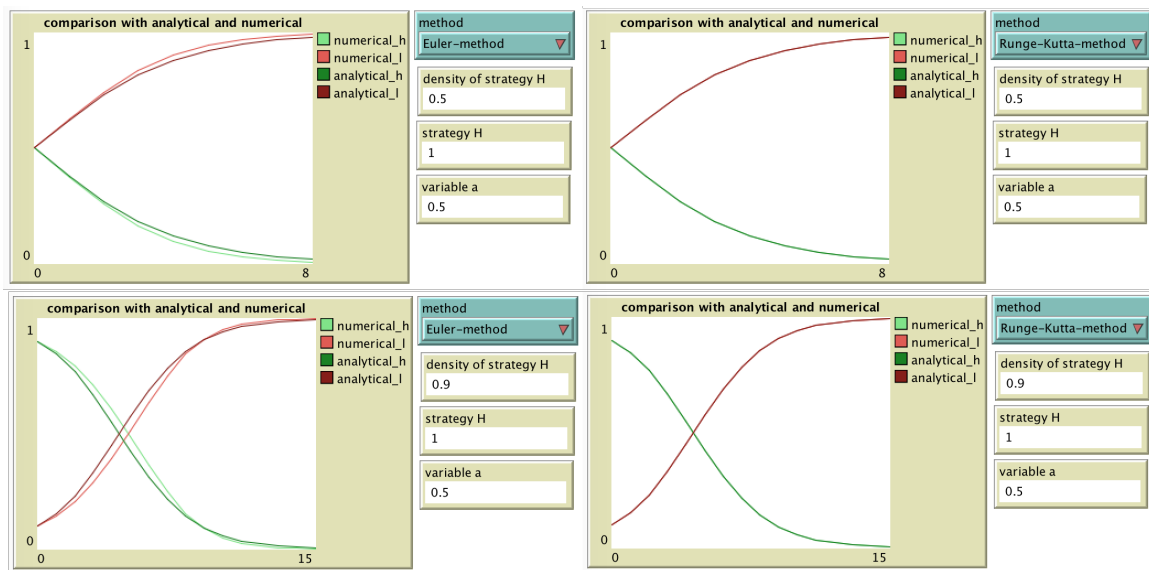 comparison with analytical and numerical
1
0
0
8
numerical_h
numerical_l
analytical_h
analytical_l
method
Euler-method
density of strategy H
0.5
strategy H
1
variable a
0.5
comparison with analytical and numerical
1
0
0
8
numerical_h
numerical_l
analytical_h
analytical_l
method
Runge-Kutta-method
density of strategy H
0.5
strategy H
1
variable a
0.5
comparison with analytical and numerical
1
0
0
15
numerical_h
numerical_l
analytical_h
analytical_l
method
Euler-method
density of strategy H
0.9
strategy H
1
variable a
0.5
comparison with analytical and numerical
1
0
0
15
numerical_h
numerical_l
analytical_h
analytical_l
method
Runge-Kutta-method
density of strategy H
0.9
strategy H
1
variable a
0.5